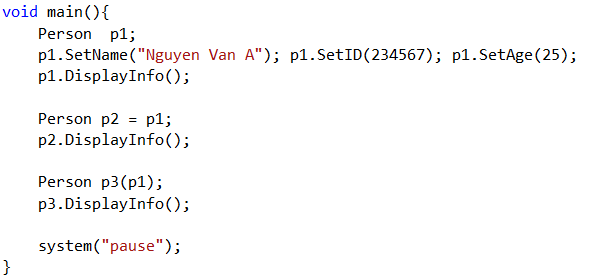 void main(){
    Person  p1;
    p1.SetName("Nguyen Van A"); p1.SetID(234567); p1.SetAge(25);
    p1.DisplayInfo();

    Person p2 = p1;
    p2.DisplayInfo();

    Person p3(p1);
    p3.DisplayInfo();

    system("pause");
}